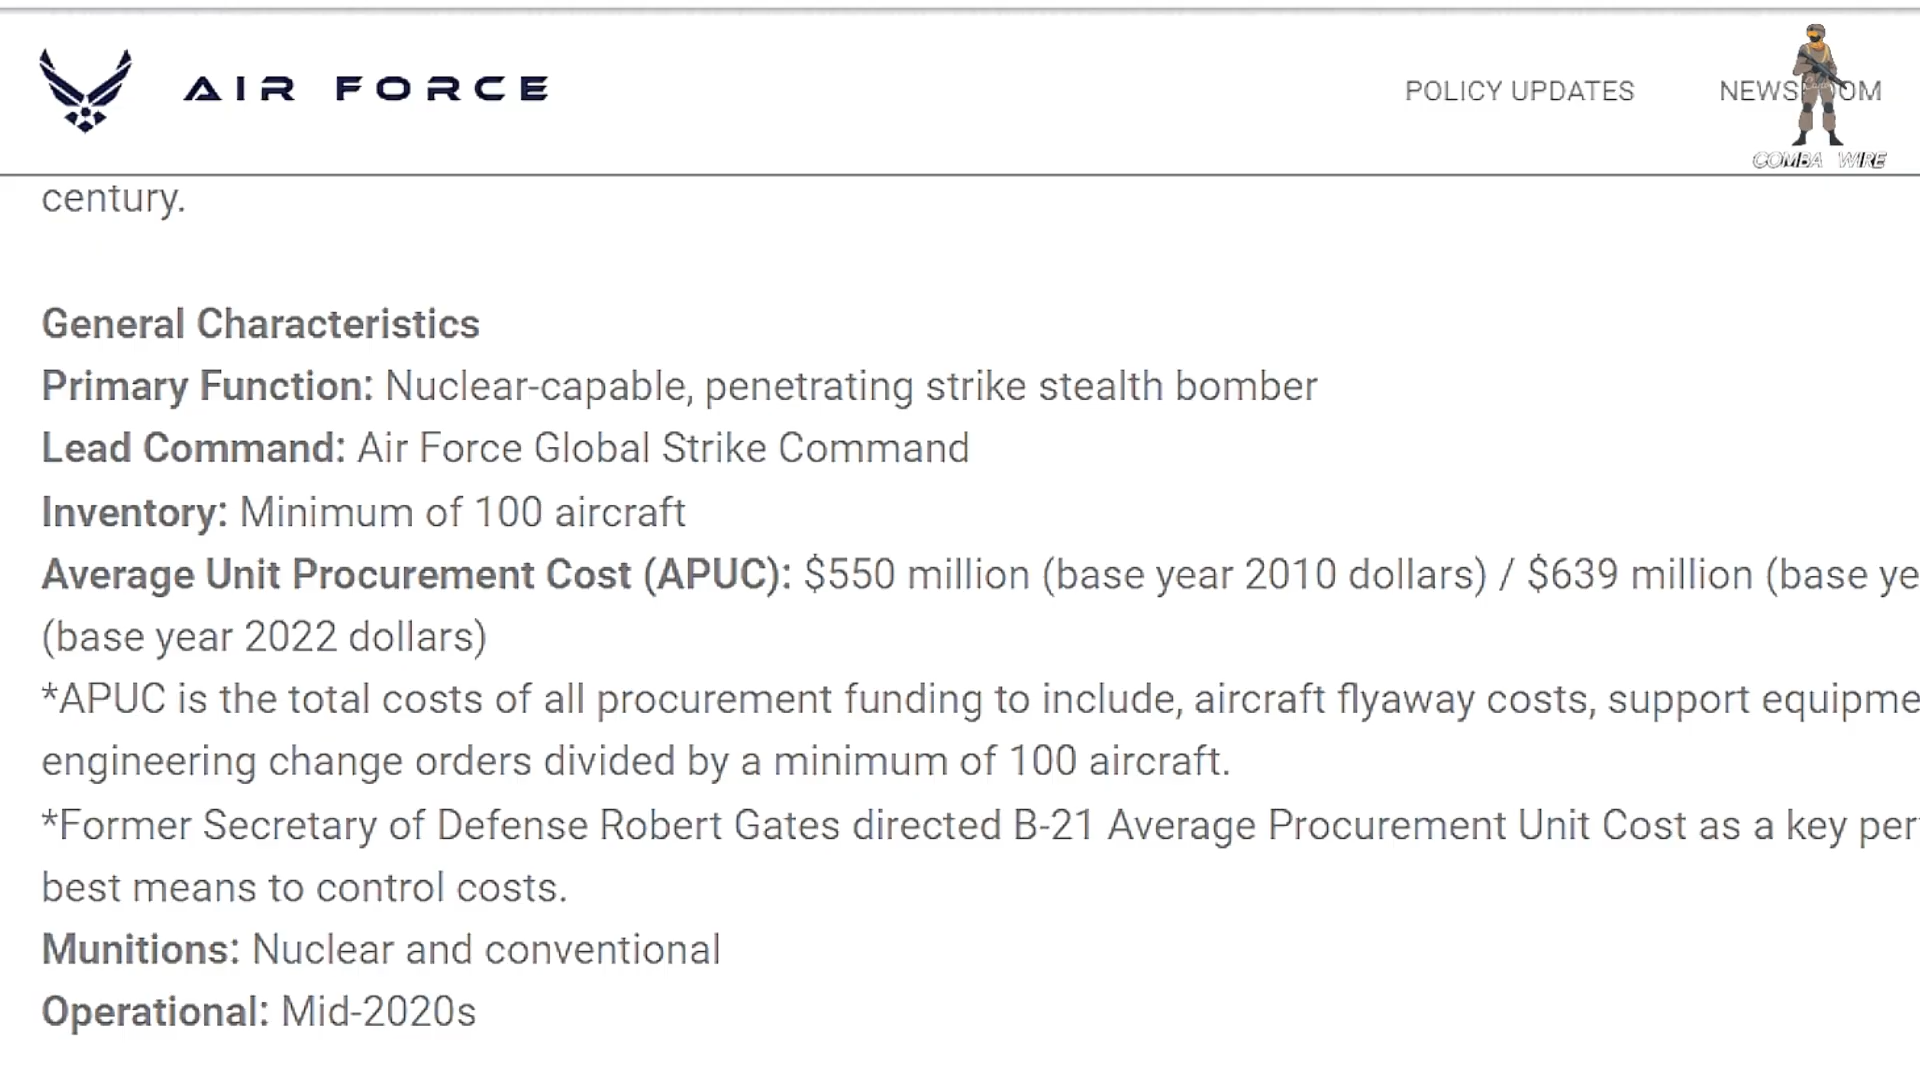 AIR FORCE
POLICY UPDATES
COMBA WIRE
century.
General Characteristics
Primary Function: Nuclear-capable, penetrating strike stealth bomber
Lead Command: Air Force Global Strike Command
Inventory: Minimum of 100 aircraft
Average Unit Procurement Cost (APUC): $550 million (base year 2010 dollars) / $639 million (base ye
(base year 2022 dollars)
*APUC is the total costs of all procurement funding to include, aircraft flyaway costs, support equipme
engineering change orders divided by a minimum of 100 aircraft.
*Former Secretary of Defense Robert Gates directed B-21 Average Procurement Unit Cost as a key per
best means to control costs.
Munitions: Nuclear and conventional
Operational: Mid-2020s